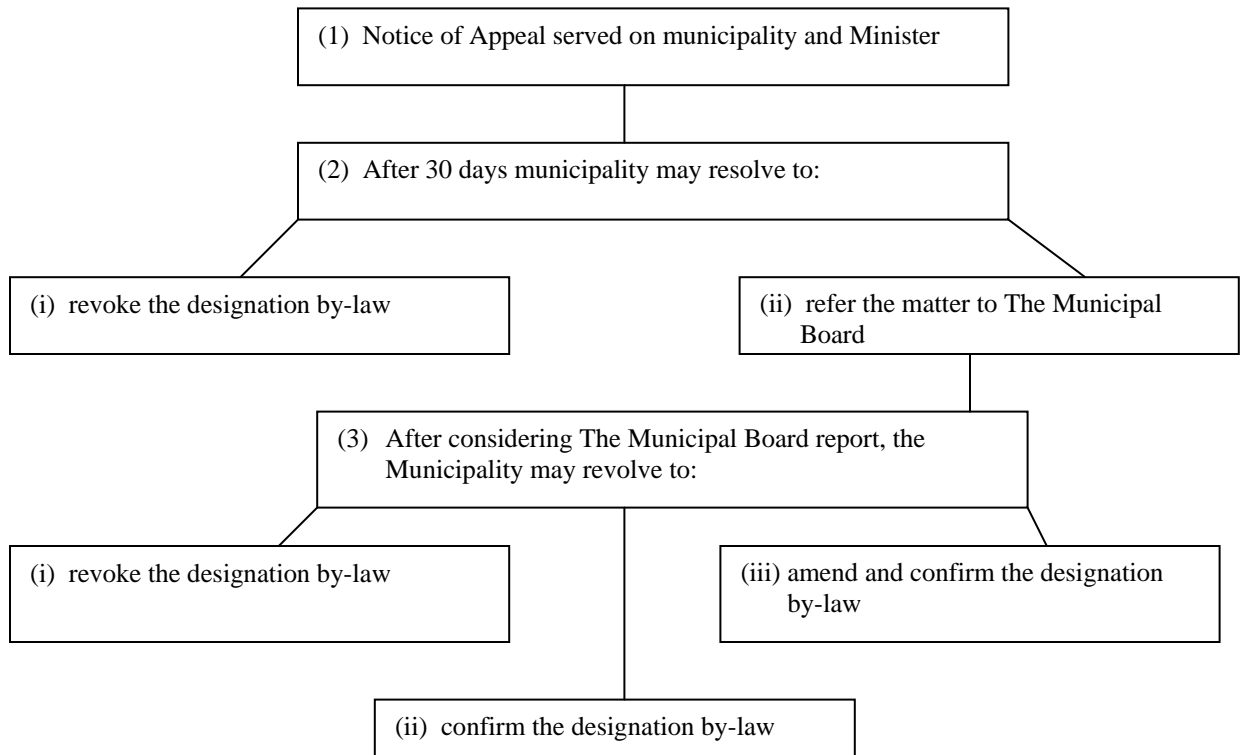 (1) Notice of Appeal served on municipality and Minister
(2) After 30 days municipality may resolve to:
(i) revoke the designation by-law
(ii) refer the matter to The Municipal
Board
(3) After considering The Municipal Board report, the
Municipality may revolve to:
(i) revoke the designation by-law
(iii) amend and confirm the designation
by-law
(ii) confirm the designation by-law